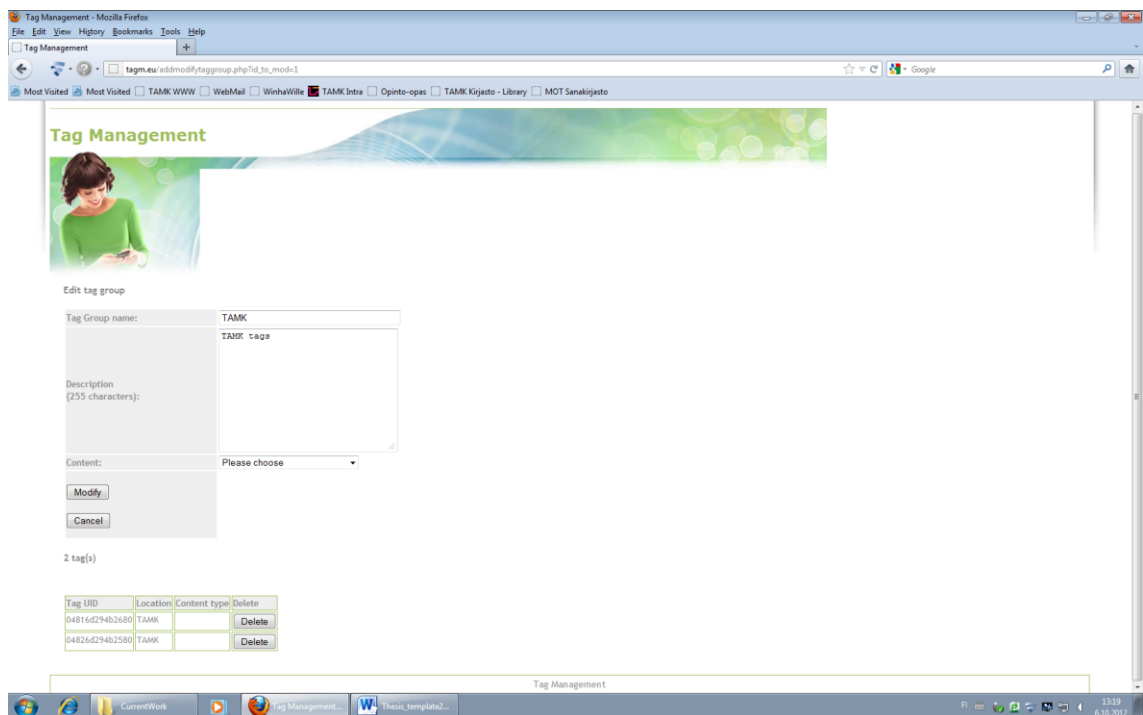 Tag Management - Mozilla Firefox
File Edit View History Bookmarks Tools Help
Tag Management +
tagm.eu/addmodifytaggroup.php?id_to_mod=1 Google
Most Visited Most Visited TAMK WWW WebMail WinhaWille TAMK Intra Opinto-opas TAMK Kirjasto - Library MOT Sanakirjasto
Tag Management
Edit tag group
Tag Group name: TAMK
TAMK tags
Description
(255 characters):
Content: Please choose
Modify
Cancel
2 tag(s)
Tag UID Location Content type Delete
04816d294b2680 TAMK Delete
04826d294b2580 TAMK Delete
Tag Management
CurrentWork Tag Management... Thesis_template2... FI 13:19
6.10.2012